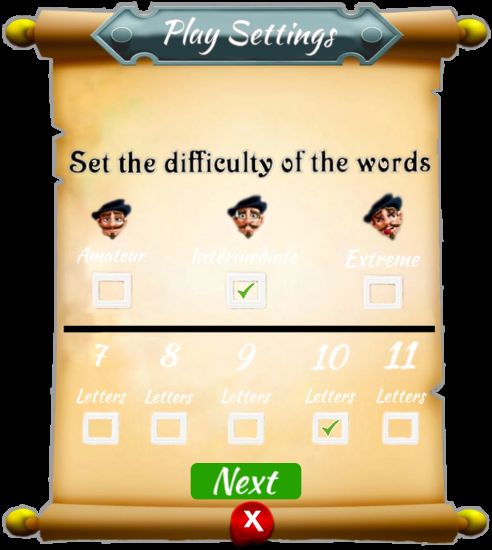 Play Settings
Set the difficulty of the words
Amateur Intermediate Extreme
7 8 9 10 11
Letters Letters Letters Letters Letters
Next
X